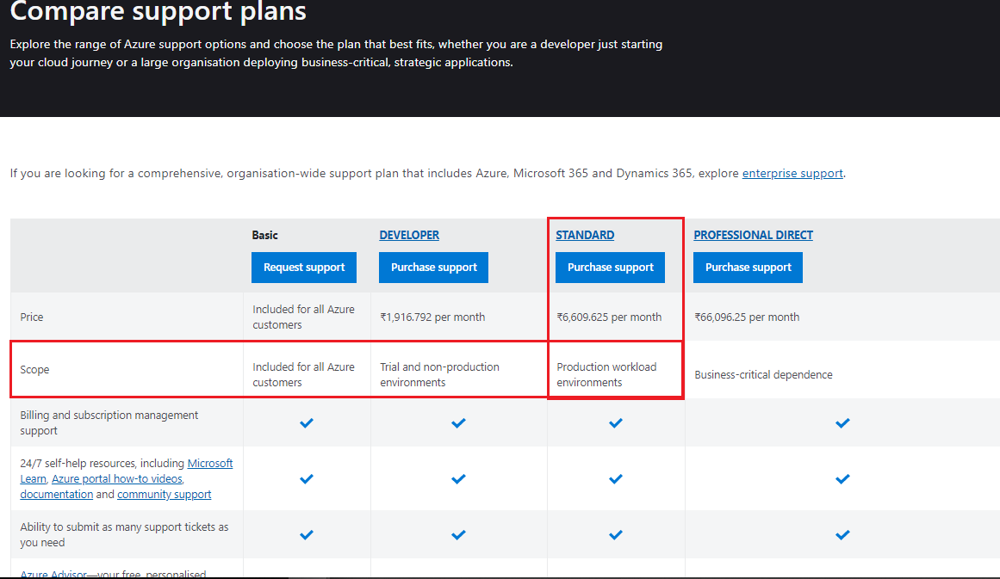 Compare support plans
Explore the range of Azure support options and choose the plan that best fits, whether you are a developer just starting
your cloud journey or a large organisation deploying business-critical, strategic applications.
If you are looking for a comprehensive, organisation-wide support plan that includes Azure, Microsoft 365 and Dynamics 365, explore enterprise support.
Basic
DEVELOPER
STANDARD
PROFESSIONAL DIRECT
Request support
Purchase support
Purchase support
Purchase support
Price
Included for all Azure
customers
₹1,916.792 per month
₹6,609.625 per month
₹66,096.25 per month
Scope
Included for all Azure
customers
Trial and non-production
environments
Production workload
environments
Business-critical dependence
Billing and subscription management
support
24/7 self-help resources, including Microsoft
Learn, Azure portal how-to videos,
documentation and community support
Ability to submit as many support tickets as
you need
Azure Advisor—your free, personalised